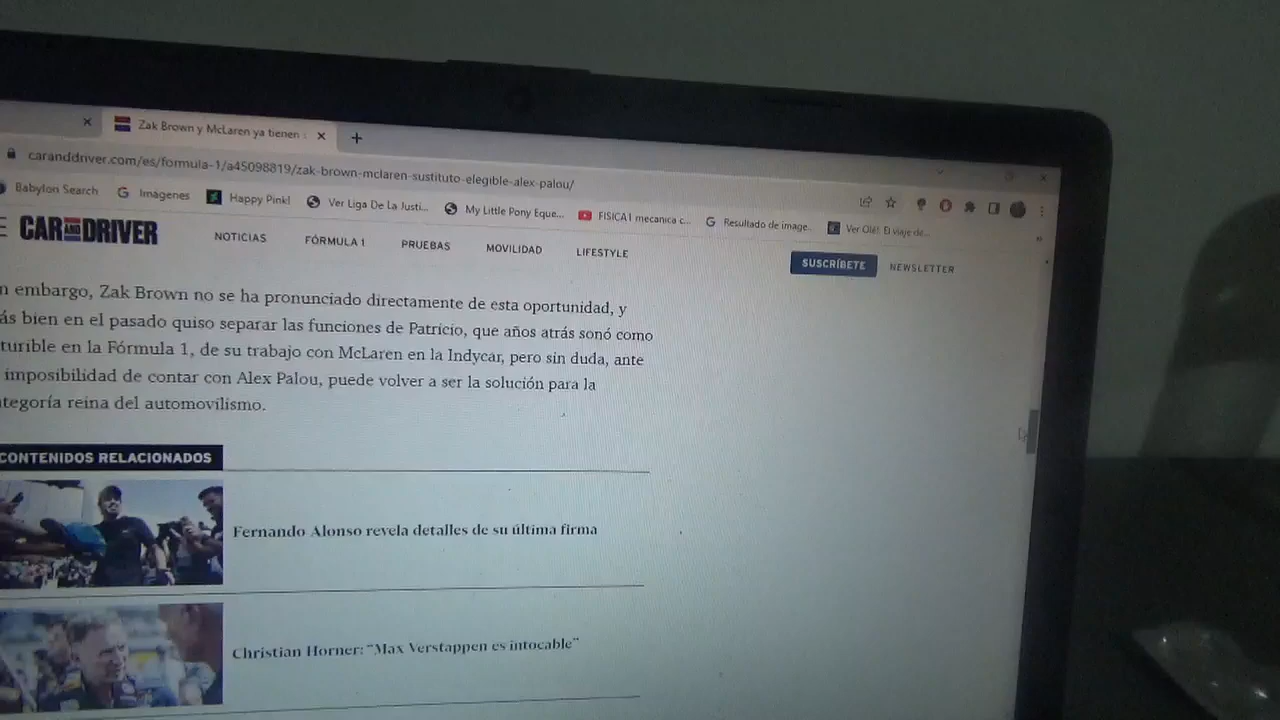 Zak Brown y McLaren ya tienen
caranddriver.com/es/formula-1/a45098819/zak-brown-mclaren-sustituto-elegible-alex-palou/
Babylon Search G Imágenes Happy Pink! Ver Liga De La Justi... My Little Pony Eque... FISICA I mecanica c... G Resultado de image... Ver Olé! El viaje de...
CAR AND DRIVER NOTICIAS FÓRMULA 1 PRUEBAS MOVILIDAD LIFESTYLE SUSCRÍBETE NEWSLETTER
n embargo, Zak Brown no se ha pronunciado directamente de esta oportunidad, y
ás bien en el pasado quiso separar las funciones de Patricio, que años atrás sonó como
turible en la Fórmula 1, de su trabajo con McLaren en la Indycar, pero sin duda, ante
imposibilidad de contar con Alex Palou, puede volver a ser la solución para la
tegoría reina del automovilismo.
CONTENIDOS RELACIONADOS
Fernando Alonso revela detalles de su última firma
Christian Horner: "Max Verstappen es intocable"